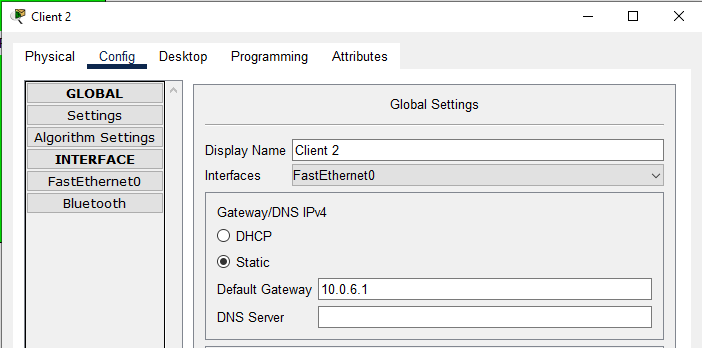 Client 2
Physical Config Desktop Programming Attributes
GLOBAL
Settings
Algorithm Settings
INTERFACE
FastEthernet0
Bluetooth
Global Settings
Display Name Client 2
Interfaces FastEthernet0
Gateway/DNS IPv4
DHCP
Static
Default Gateway 10.0.6.1
DNS Server